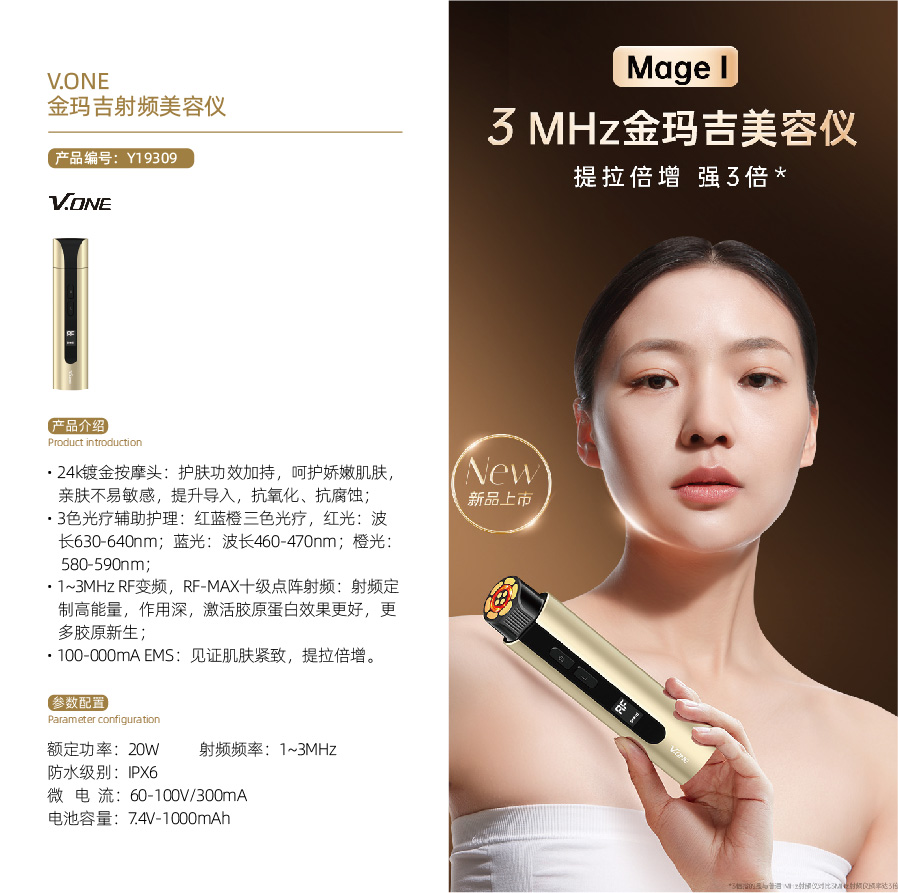 V.ONE
金玛吉射频美容仪
产品编号：Y19309
V.ONE
RF
产品介绍
Product introduction
• 24k镀金按摩头：护肤功效加持，呵护娇嫩肌肤，
亲肤不易敏感，提升导入，抗氧化、抗腐蚀；
• 3色光疗辅助护理：红蓝橙三色光疗，红光：波
长630-640nm；蓝光：波长460-470nm；橙光：
580-590nm；
• 1~3MHz RF变频，RF-MAX十级点阵射频：射频定
制高能量，作用深，激活胶原蛋白效果更好，更
多胶原新生；
• 100-000mA EMS：见证肌肤紧致，提拉倍增。
参数配置
Parameter configuration
额定功率：20W 射频频率：1~3MHz
防水级别：IPX6
微 电 流：60-100V/300mA
电池容量：7.4V-1000mAh
Mage I
3 MHz金玛吉美容仪
提拉倍增 强3倍*
New
新品上市
RF
V.ONE